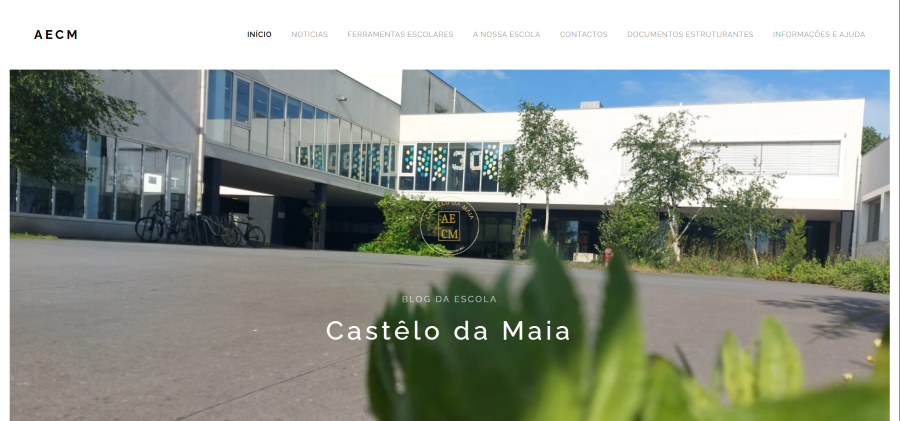 AECM
INÍCIO NOTICIAS FERRAMENTAS ESCOLARES A NOSSA ESCOLA CONTACTOS DOCUMENTOS ESTRUTURANTES INFORMAÇÕES E AJUDA
30
CASTÊLO DA MAIA
AE
CM
BLOG DA ESCOLA
Castêlo da Maia